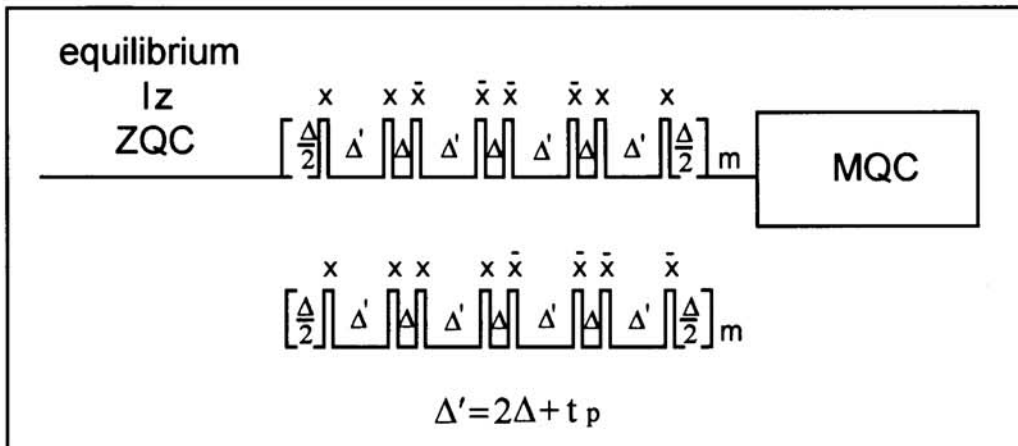 equilibrium
Iz
ZQC
x x x̄ x̄ x̄ x̄ x x
[Δ/2 Δ' Δ Δ' Δ Δ' Δ Δ' Δ/2]m
MQC
x x x x x̄ x̄ x̄ x̄
[Δ/2 Δ' Δ Δ' Δ Δ' Δ Δ' Δ/2]m
Δ'=2Δ+tp